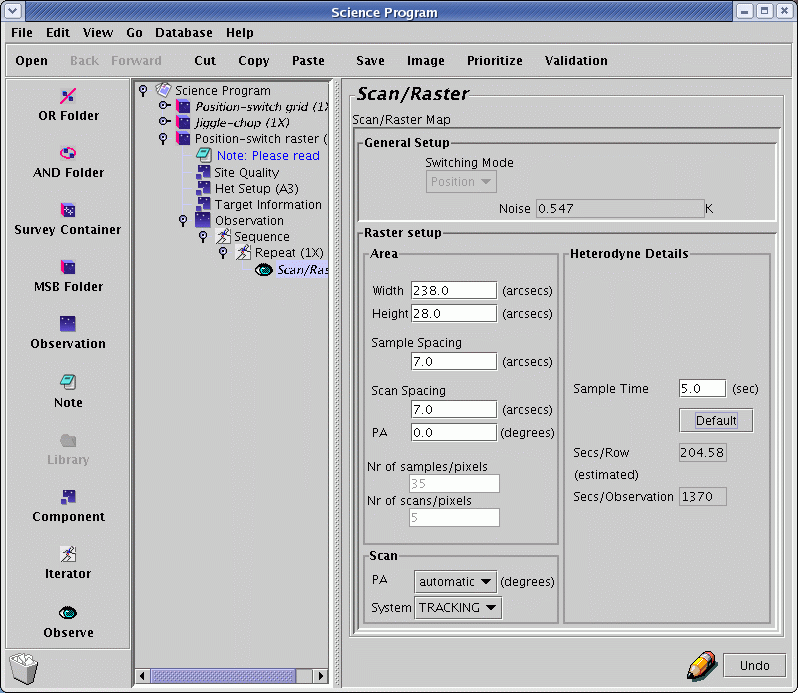 Science Program
File Edit View Go Database Help
Open Back Forward Cut Copy Paste Save Image Prioritize Validation
OR Folder
AND Folder
Survey Container
MSB Folder
Observation
Note
Library
Component
Iterator
Observe
Science Program
Position-switch grid (1X
Jiggle-chop (1X)
Position-switch raster (
Note: Please read
Site Quality
Het Setup (A3)
Target Information
Observation
Sequence
Repeat (1X)
Scan/Ras
Scan/Raster
Scan/Raster Map
General Setup
Switching Mode
Position
Noise 0.547 K
Raster setup
Area
Width 238.0 (arcsecs)
Height 28.0 (arcsecs)
Sample Spacing
7.0 (arcsecs)
Scan Spacing
7.0 (arcsecs)
PA 0.0 (degrees)
Nr of samples/pixels
35
Nr of scans/pixels
5
Scan
PA automatic (degrees)
System TRACKING
Heterodyne Details
Sample Time 5.0 (sec)
Default
Secs/Row 204.58
(estimated)
Secs/Observation 1370
Undo